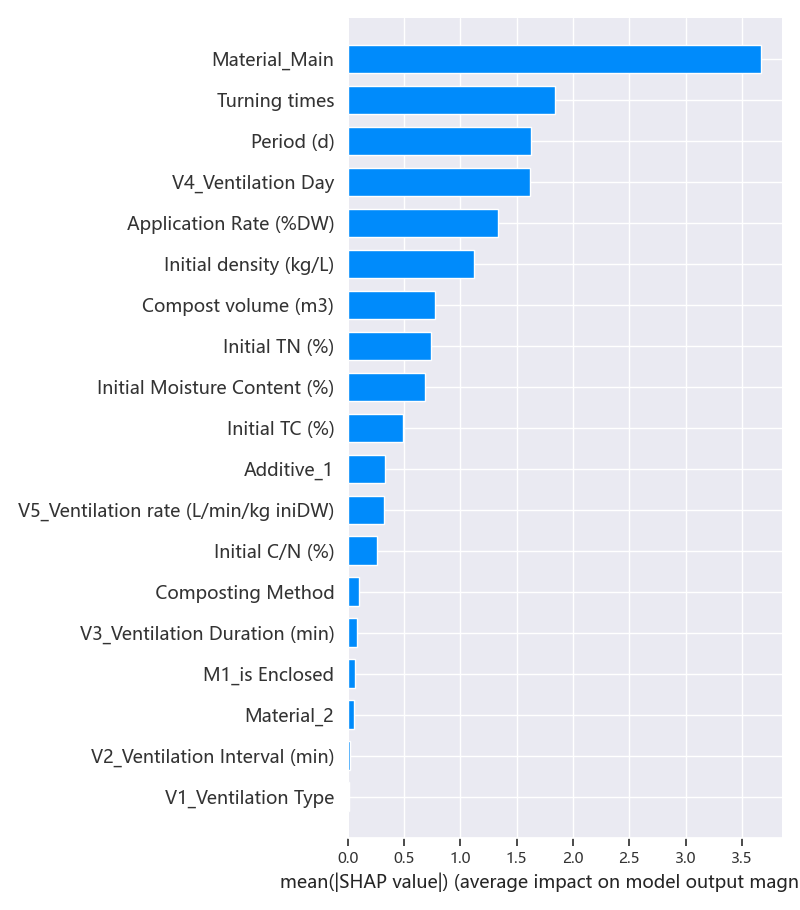 Material_Main
Turning times
Period (d)
V4_Ventilation Day
Application Rate (%DW)
Initial density (kg/L)
Compost volume (m3)
Initial TN (%)
Initial Moisture Content (%)
Initial TC (%)
Additive_1
V5_Ventilation rate (L/min/kg iniDW)
Initial C/N (%)
Composting Method
V3_Ventilation Duration (min)
M1_is Enclosed
Material_2
V2_Ventilation Interval (min)
V1_Ventilation Type
0.0 0.5 1.0 1.5 2.0 2.5 3.0 3.5
mean(|SHAP value|) (average impact on model output magn